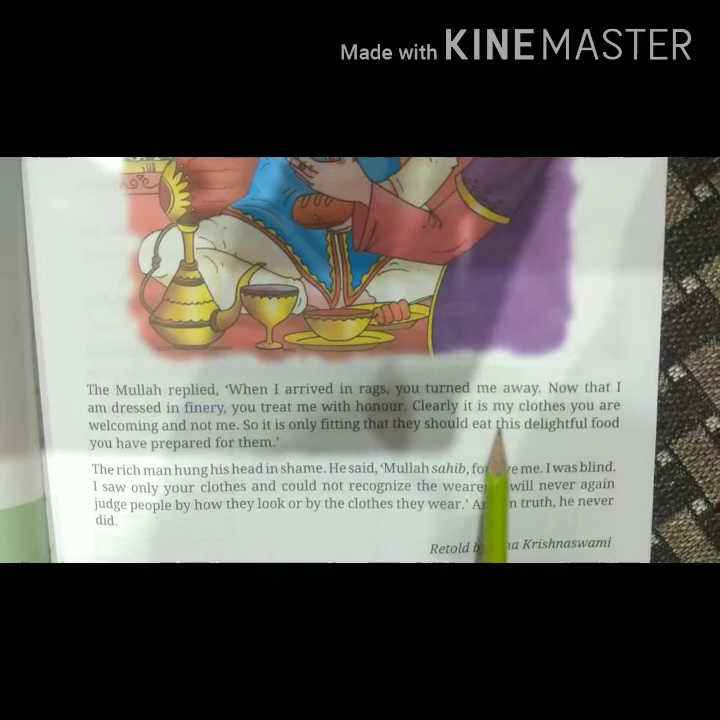 Made with KINEMASTER
The Mullah replied, ‘When I arrived in rags, you turned me away. Now that I
am dressed in finery, you treat me with honour. Clearly it is my clothes you are
welcoming and not me. So it is only fitting that they should eat this delightful food
you have prepared for them.’
The rich man hung his head in shame. He said, ‘Mullah sahib, me. I was blind.
I saw only your clothes and could not recognize the will never again
judge people by how they look or by the clothes they wear.’ truth, he never
did.
Retold Krishnaswami